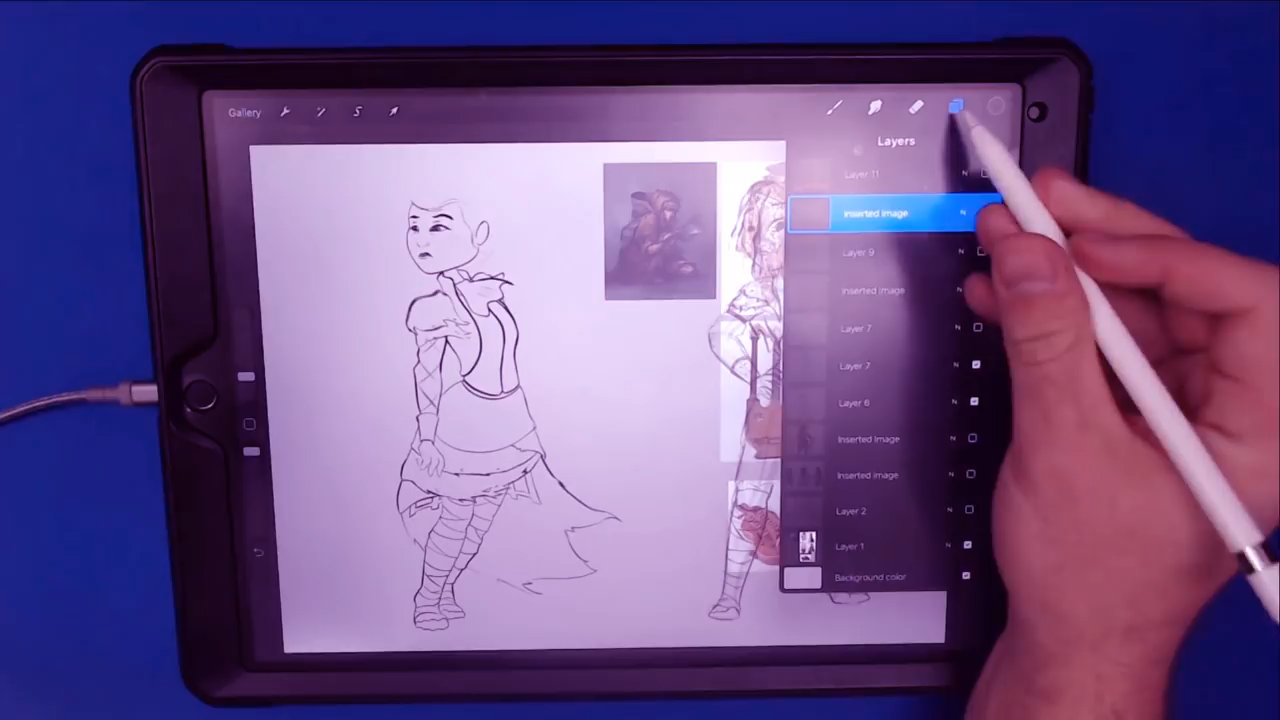 Gallery
Layers
Layer 11 N
Inserted Image N
Layer 9 N
Inserted Image N
Layer 7 N
Layer 7 N
Layer 6 N
Inserted Image N
Inserted Image N
Layer 2 N
Layer 1 N
Background color